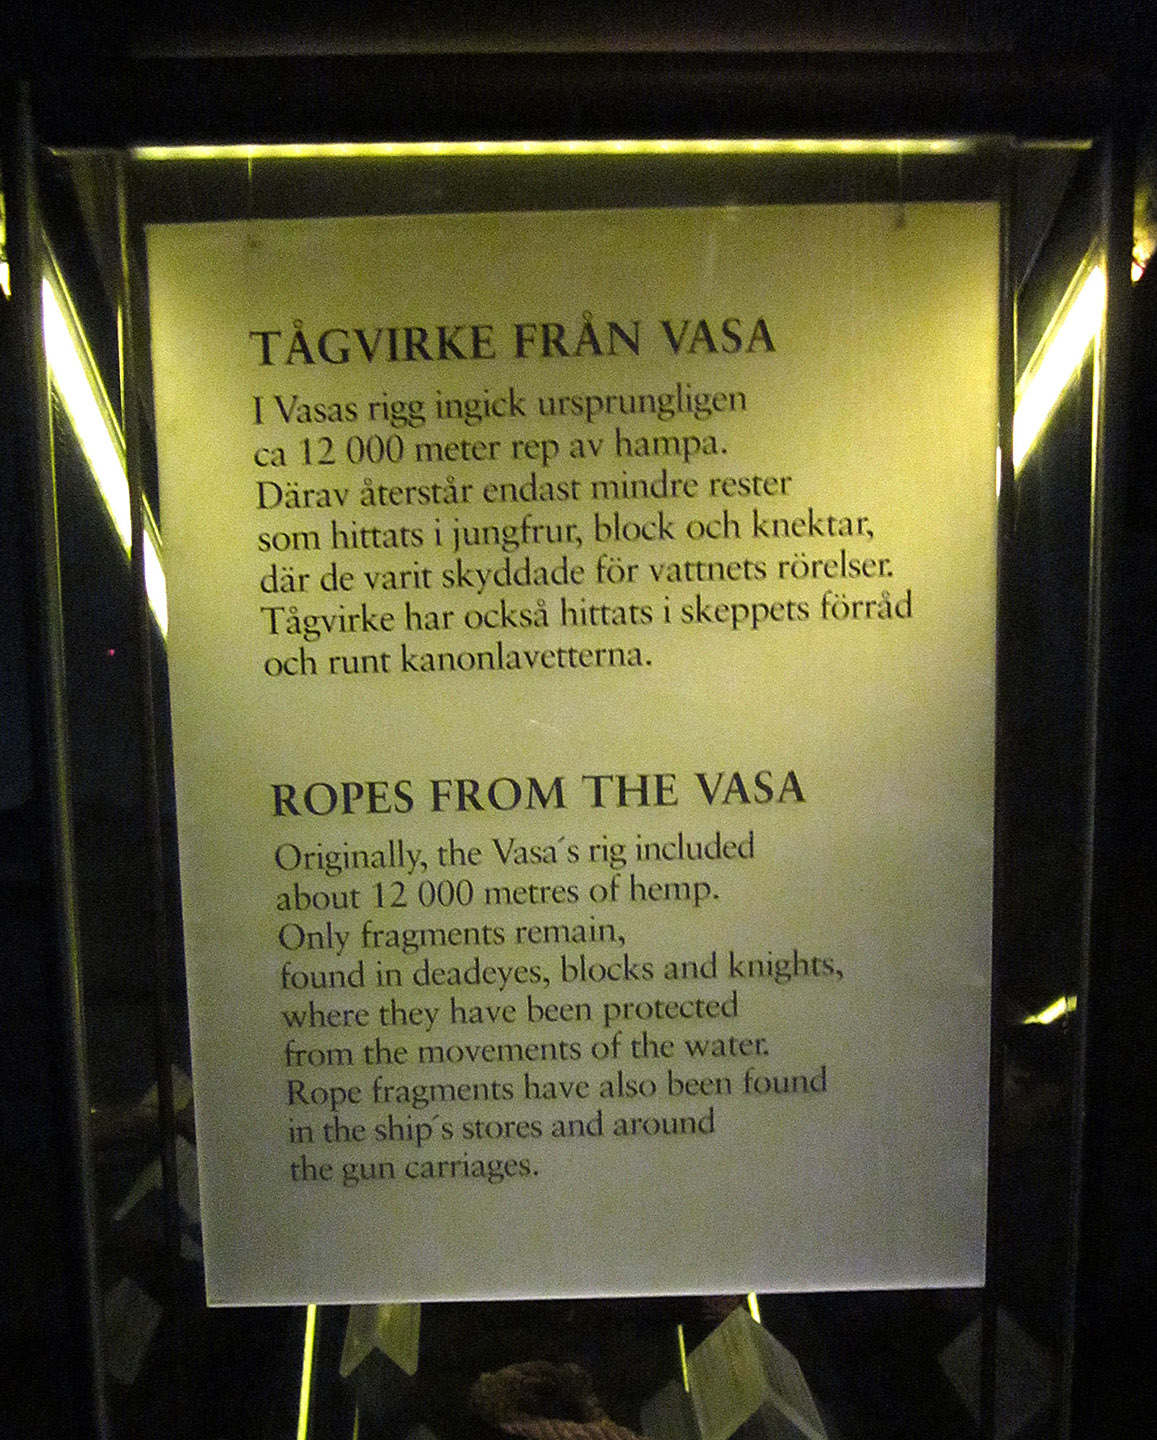 TÅGVIRKE FRÅN VASA
I Vasas rigg ingick ursprungligen
ca 12 000 meter rep av hampa.
Därav återstår endast mindre rester
som hittats i jungfrur, block och knektar,
där de varit skyddade för vattnets rörelser.
Tågvirke har också hittats i skeppets förråd
och runt kanonlavetterna.
ROPES FROM THE VASA
Originally, the Vasa´s rig included
about 12 000 metres of hemp.
Only fragments remain,
found in deadeyes, blocks and knights,
where they have been protected
from the movements of the water.
Rope fragments have also been found
in the ship´s stores and around
the gun carriages.